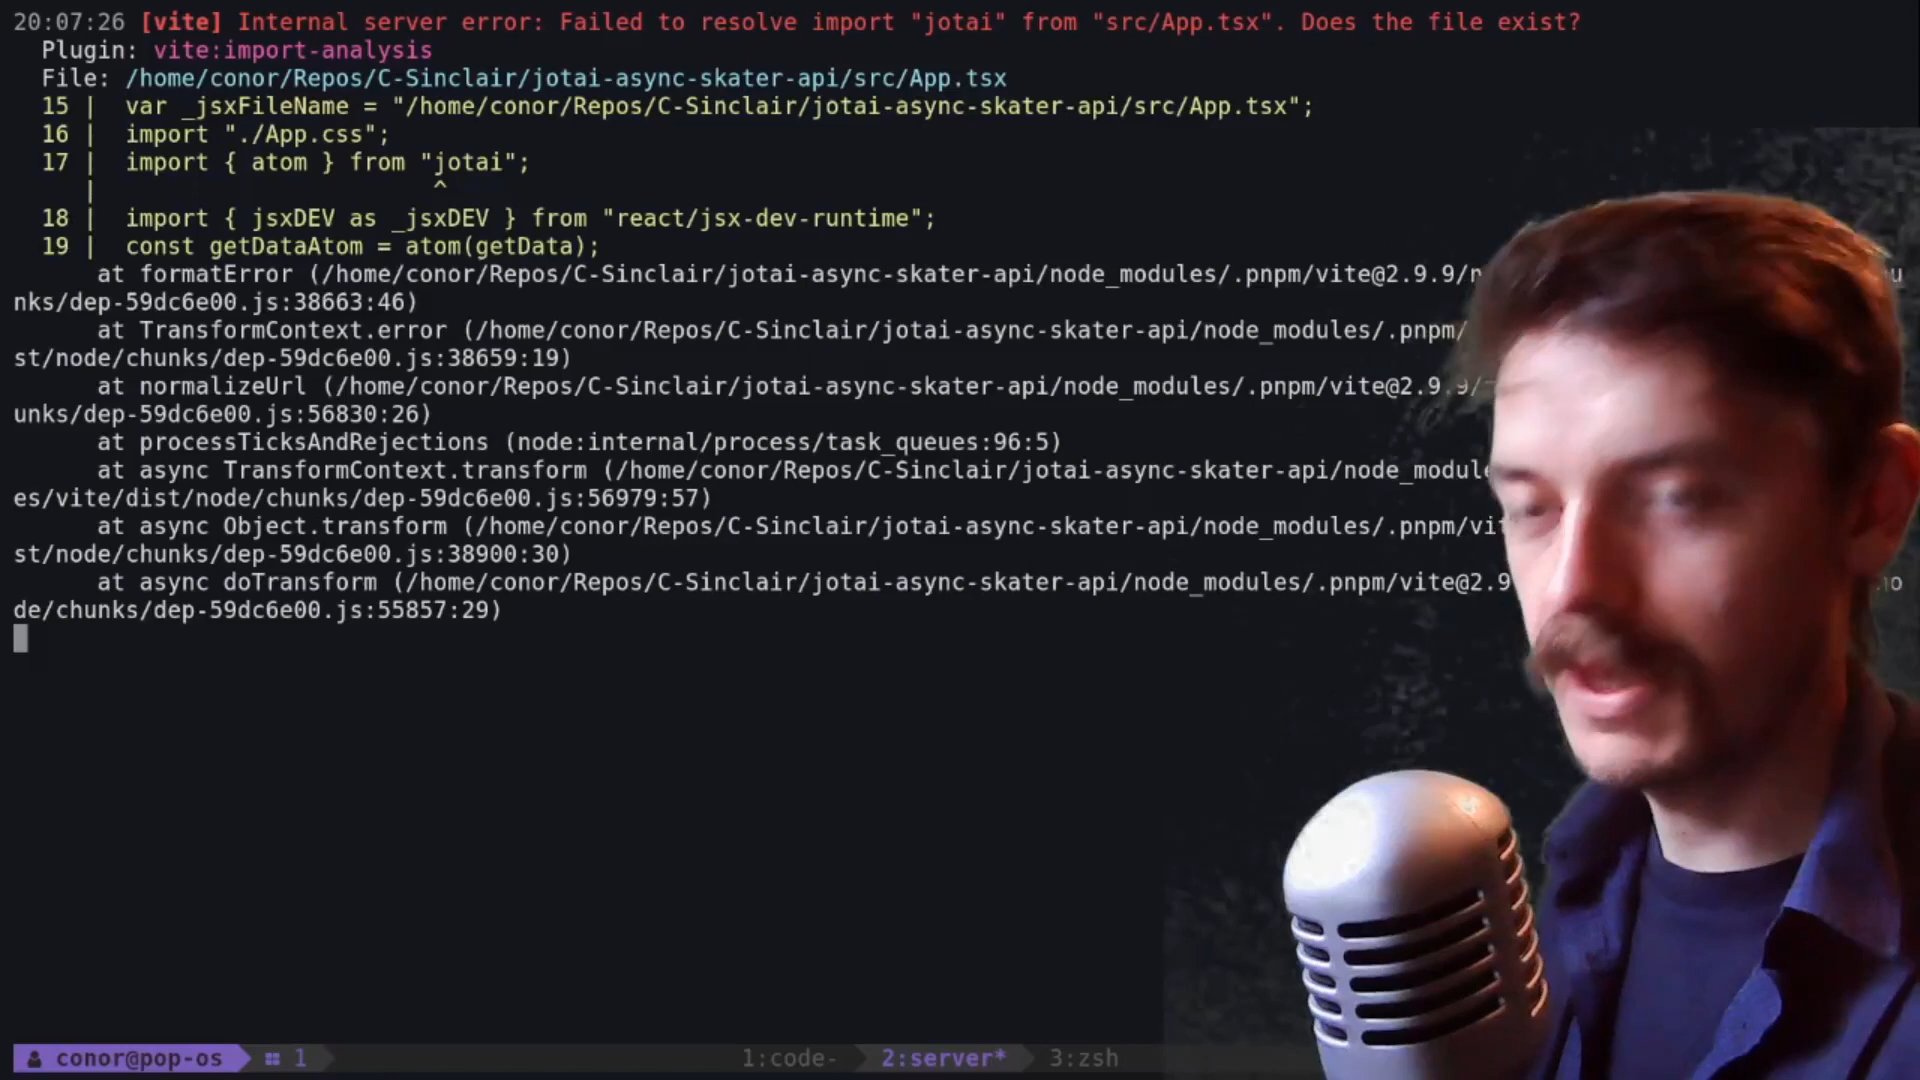 20:07:26 [vite] Internal server error: Failed to resolve import "jotai" from "src/App.tsx". Does the file exist?
Plugin: vite:import-analysis
File: /home/conor/Repos/C-Sinclair/jotai-async-skater-api/src/App.tsx
15 | var _jsxFileName = "/home/conor/Repos/C-Sinclair/jotai-async-skater-api/src/App.tsx";
16 | import "./App.css";
17 | import { atom } from "jotai";
| ^
18 | import { jsxDEV as _jsxDEV } from "react/jsx-dev-runtime";
19 | const getDataAtom = atom(getData);
at formatError (/home/conor/Repos/C-Sinclair/jotai-async-skater-api/node_modules/.pnpm/vite@2.9.9/n
nks/dep-59dc6e00.js:38663:46)
at TransformContext.error (/home/conor/Repos/C-Sinclair/jotai-async-skater-api/node_modules/.pnpm/
st/node/chunks/dep-59dc6e00.js:38659:19)
at normalizeUrl (/home/conor/Repos/C-Sinclair/jotai-async-skater-api/node_modules/.pnpm/vite@2.9.9/
unks/dep-59dc6e00.js:56830:26)
at processTicksAndRejections (node:internal/process/task_queues:96:5)
at async TransformContext.transform (/home/conor/Repos/C-Sinclair/jotai-async-skater-api/node_module
es/vite/dist/node/chunks/dep-59dc6e00.js:56979:57)
at async Object.transform (/home/conor/Repos/C-Sinclair/jotai-async-skater-api/node_modules/.pnpm/vit
st/node/chunks/dep-59dc6e00.js:38900:30)
at async doTransform (/home/conor/Repos/C-Sinclair/jotai-async-skater-api/node_modules/.pnpm/vite@2.9 no
de/chunks/dep-59dc6e00.js:55857:29)
conor@pop-os 1 1:code- 2:server* 3:zsh